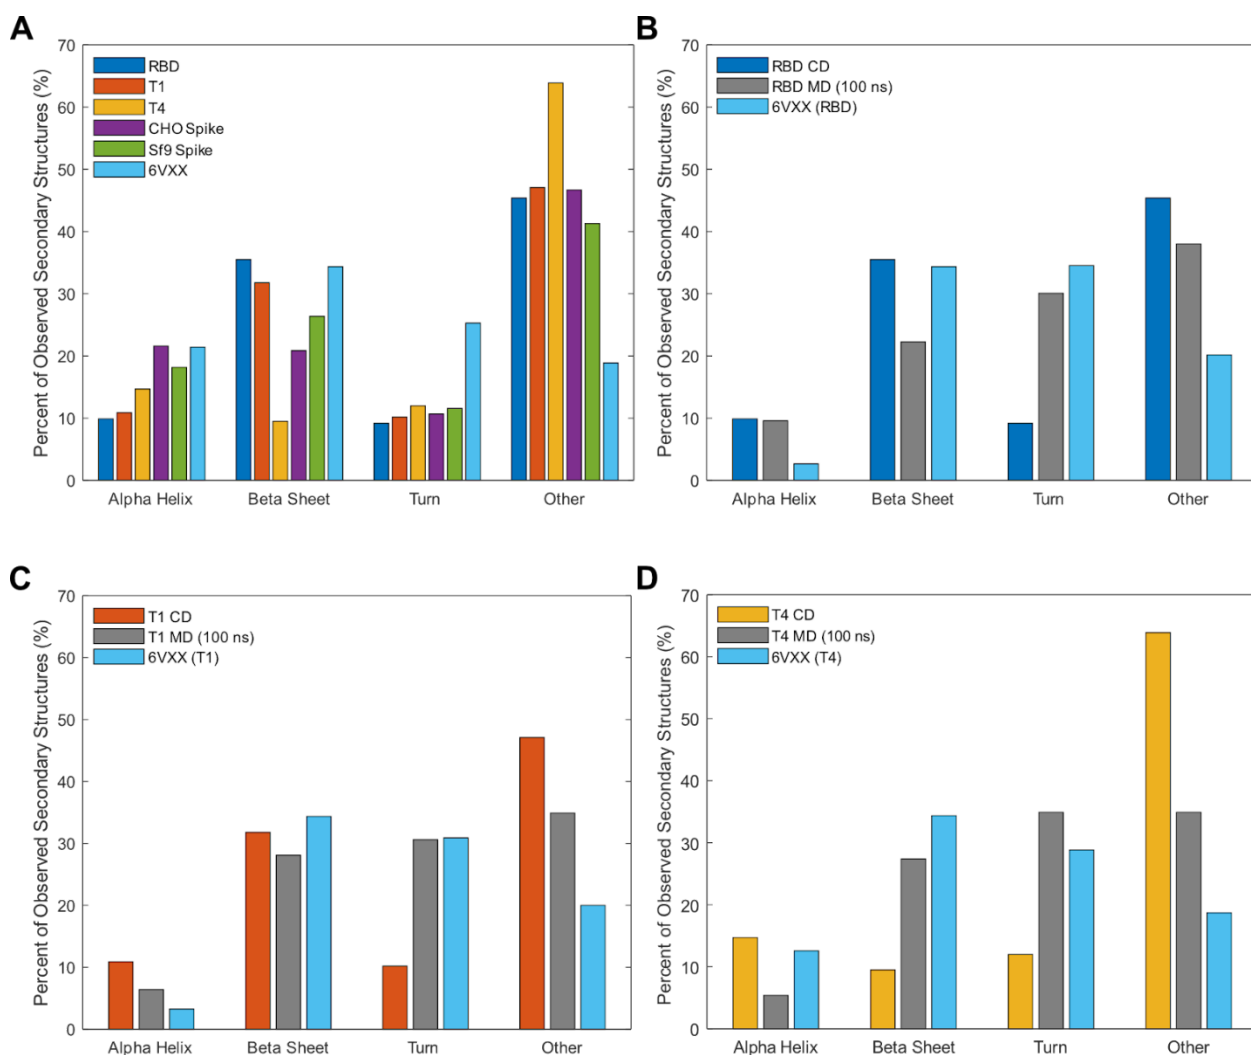 A
Percent of Observed Secondary Structures (%)
70
60
50
40
30
20
10
0
RBD
T1
T4
CHO Spike
Sf9 Spike
6VXX
Alpha Helix Beta Sheet Turn Other
B
Percent of Observed Secondary Structures (%)
70
60
50
40
30
20
10
0
RBD CD
RBD MD (100 ns)
6VXX (RBD)
Alpha Helix Beta Sheet Turn Other
C
Percent of Observed Secondary Structures (%)
70
60
50
40
30
20
10
0
T1 CD
T1 MD (100 ns)
6VXX (T1)
Alpha Helix Beta Sheet Turn Other
D
Percent of Observed Secondary Structures (%)
70
60
50
40
30
20
10
0
T4 CD
T4 MD (100 ns)
6VXX (T4)
Alpha Helix Beta Sheet Turn Other